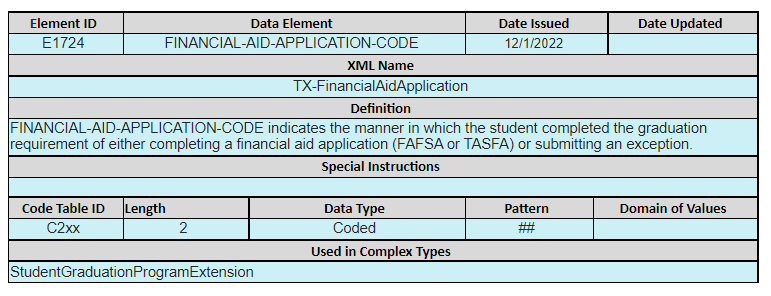 Element ID Data Element Date Issued Date Updated
E1724 FINANCIAL-AID-APPLICATION-CODE 12/1/2022
XML Name
TX-FinancialAidApplication
Definition
FINANCIAL-AID-APPLICATION-CODE indicates the manner in which the student completed the graduation
requirement of either completing a financial aid application (FAFSA or TASFA) or submitting an exception.
Special Instructions
Code Table ID Length Data Type Pattern Domain of Values
C2xx 2 Coded ##
Used in Complex Types
StudentGraduationProgramExtension